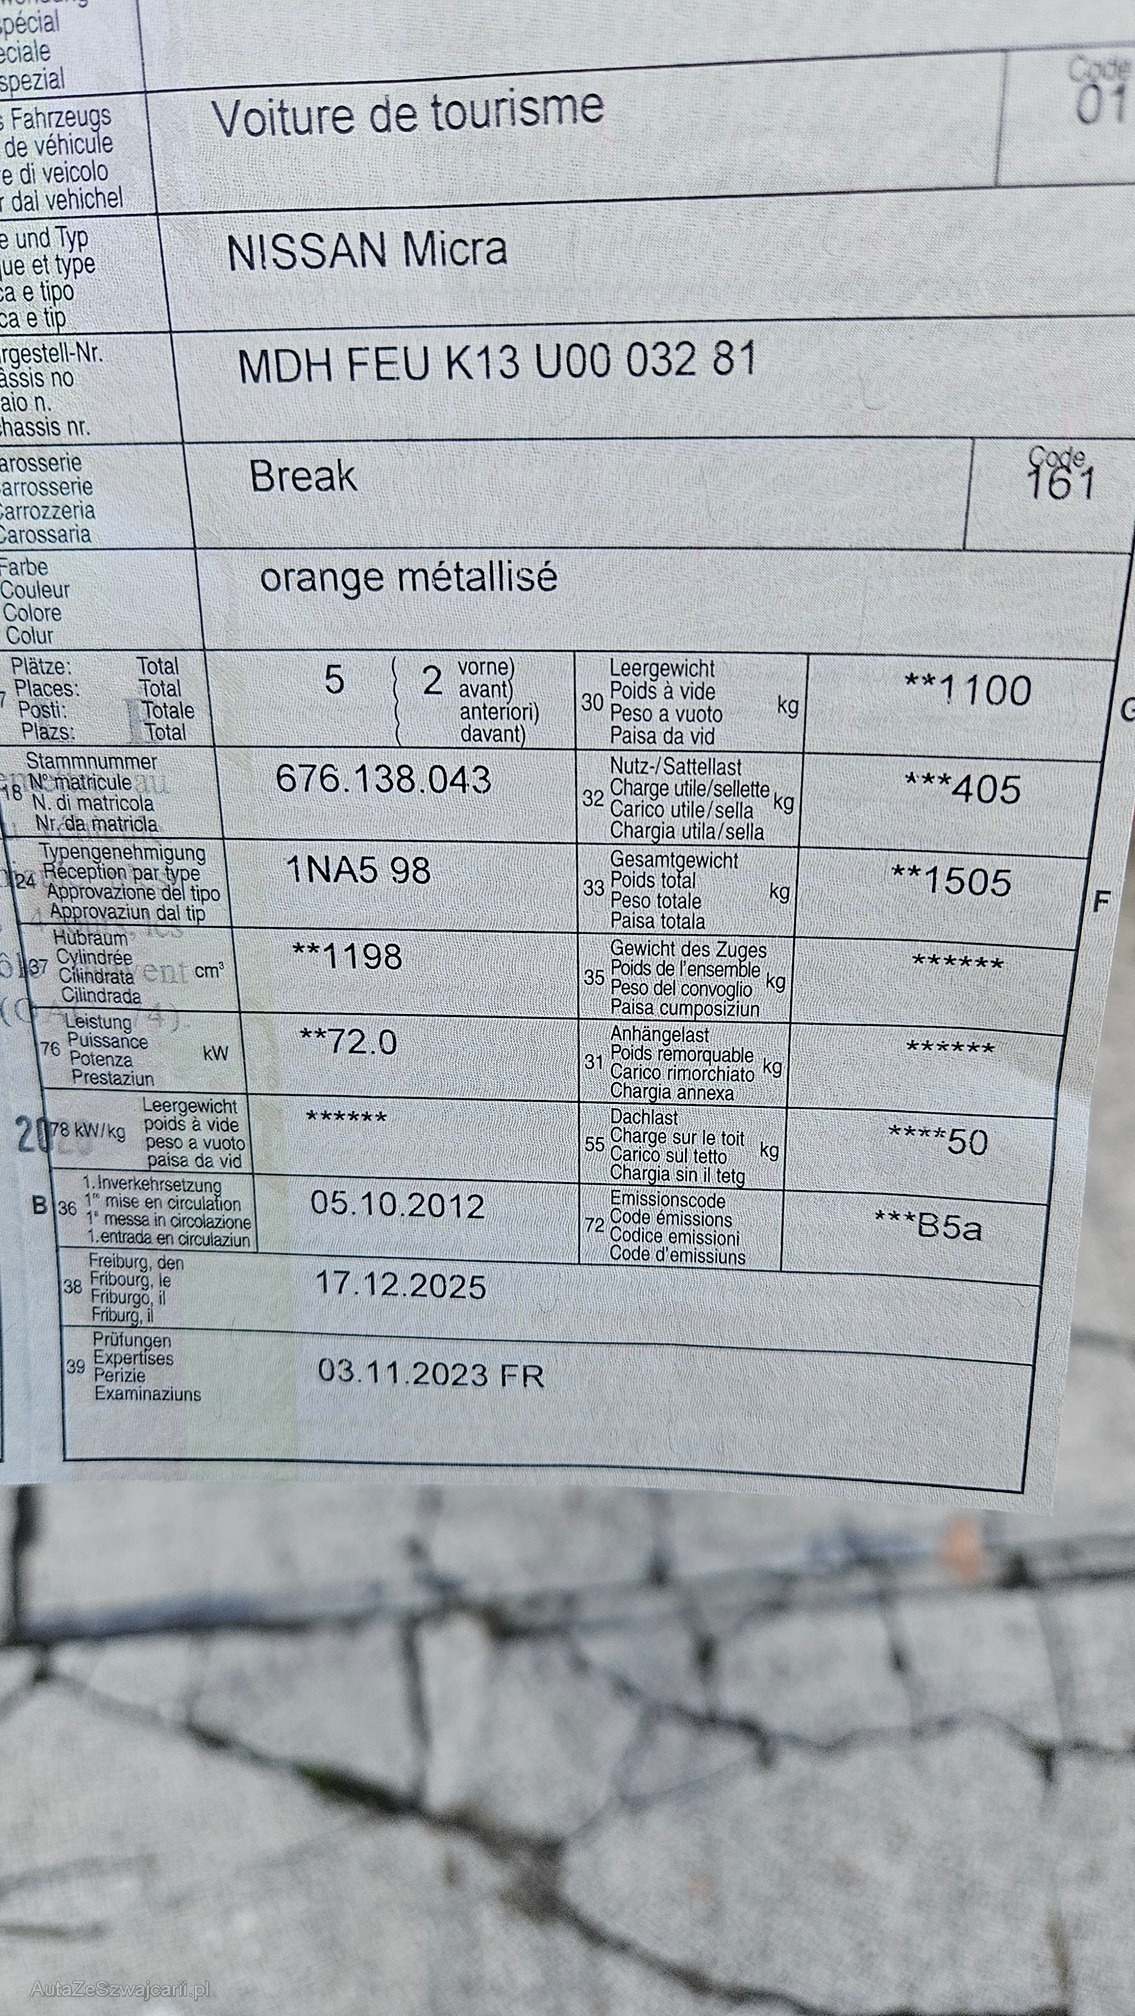 spécial
eciale
spezial
Fahrzeugs
de véhicule
e di veicolo
r dal vehichel
Voiture de tourisme
Code
01
e und Typ
ue et type
ca e tipo
ca e tip
NISSAN Micra
rgestell-Nr.
âssis no
aio n.
hassis nr.
MDH FEU K13 U00 032 81
arosserie
arrosserie
Carrozzeria
Carossaria
Break
Code
161
Farbe
Couleur
Colore
Colur
orange métallisé
7
Plätze: Total
Places: Total
Posti: Totale
Plazs: Total
5 ( 2 vorne)
avant)
anteriori)
davant)
30
Leergewicht
Poids à vide
Peso a vuoto
Paisa da vid
kg
**1100
G
18
Stammnummer
N° matricule
N. di matricola
Nr. da matricla
676.138.043
32
Nutz-/Sattellast
Charge utile/sellette
Carico utile/sella
Chargia utila/sella
kg
***405
24
Typengenehmigung
Réception par type
Approvazione del tipo
Approvaziun dal tip
1NA5 98
33
Gesamtgewicht
Poids total
Peso totale
Paisa totala
kg
**1505
F
37
Hubraum
Cylindrée
Cilindrata
Cilindrada
cm³
**1198
35
Gewicht des Zuges
Poids de l'ensemble
Peso del convoglio
Paisa cumposiziun
kg
******
76
Leistung
Puissance
Potenza
Prestaziun
kW
**72.0
31
Anhängelast
Poids remorquable
Carico rimorchiato
Chargia annexa
kg
******
78 kW/kg
Leergewicht
poids à vide
peso a vuoto
paisa da vid
******
55
Dachlast
Charge sur le toit
Carico sul tetto
Chargia sin il tetg
kg
****50
B
36
1.Inverkehrsetzung
1re mise en circulation
1a messa in circolazione
1.entrada en circulaziun
05.10.2012
72
Emissionscode
Code émissions
Codice emissioni
Code d'emissiuns
***B5a
38
Freiburg, den
Fribourg, le
Friburgo, il
Friburg, il
17.12.2025
39
Prüfungen
Expertises
Perizie
Examinaziuns
03.11.2023 FR
AutaZeSzwajcarii.pl